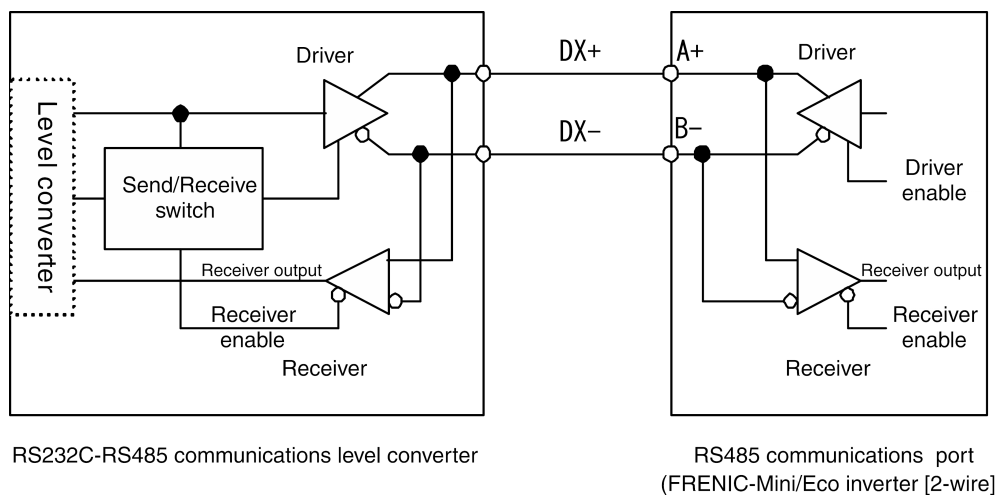 Driver
DX+
A+
Driver
Level converter
DX-
B-
Send/Receive
switch
Driver
enable
Receiver output
Receiver output
Receiver
enable
Receiver
enable
Receiver
Receiver
RS232C-RS485 communications level converter
RS485 communications port
(FRENIC-Mini/Eco inverter [2-wire]